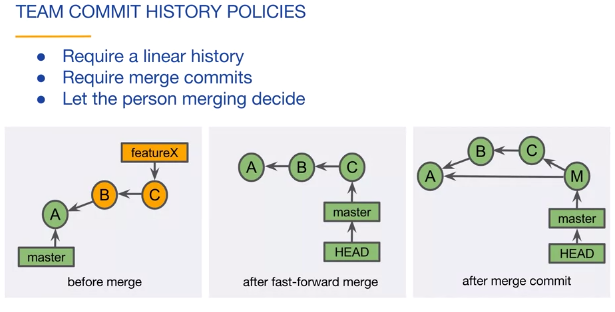 TEAM COMMIT HISTORY POLICIES
● Require a linear history
● Require merge commits
● Let the person merging decide
featureX
B
C
A
master
before merge
A
B
C
master
HEAD
after fast-forward merge
B
C
A
M
master
HEAD
after merge commit